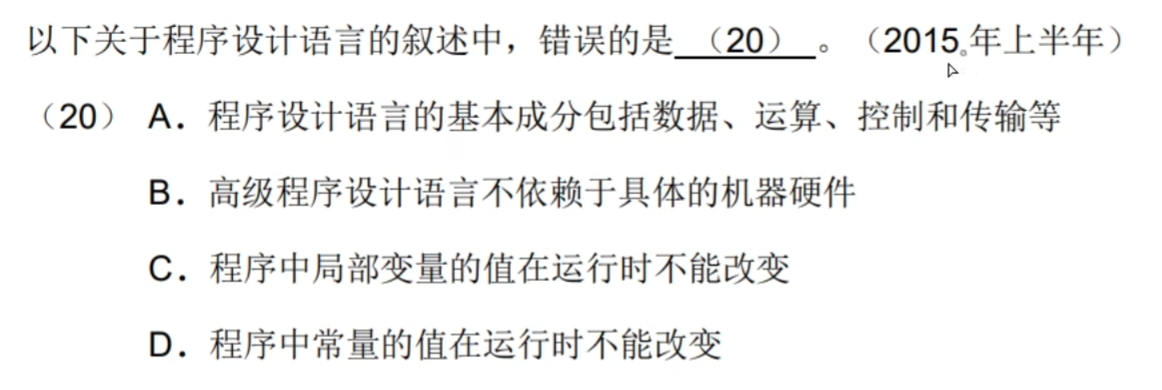 以下关于程序设计语言的叙述中，错误的是 （20） 。（2015年上半年）
（20） A．程序设计语言的基本成分包括数据、运算、控制和传输等
B．高级程序设计语言不依赖于具体的机器硬件
C．程序中局部变量的值在运行时不能改变
D．程序中常量的值在运行时不能改变